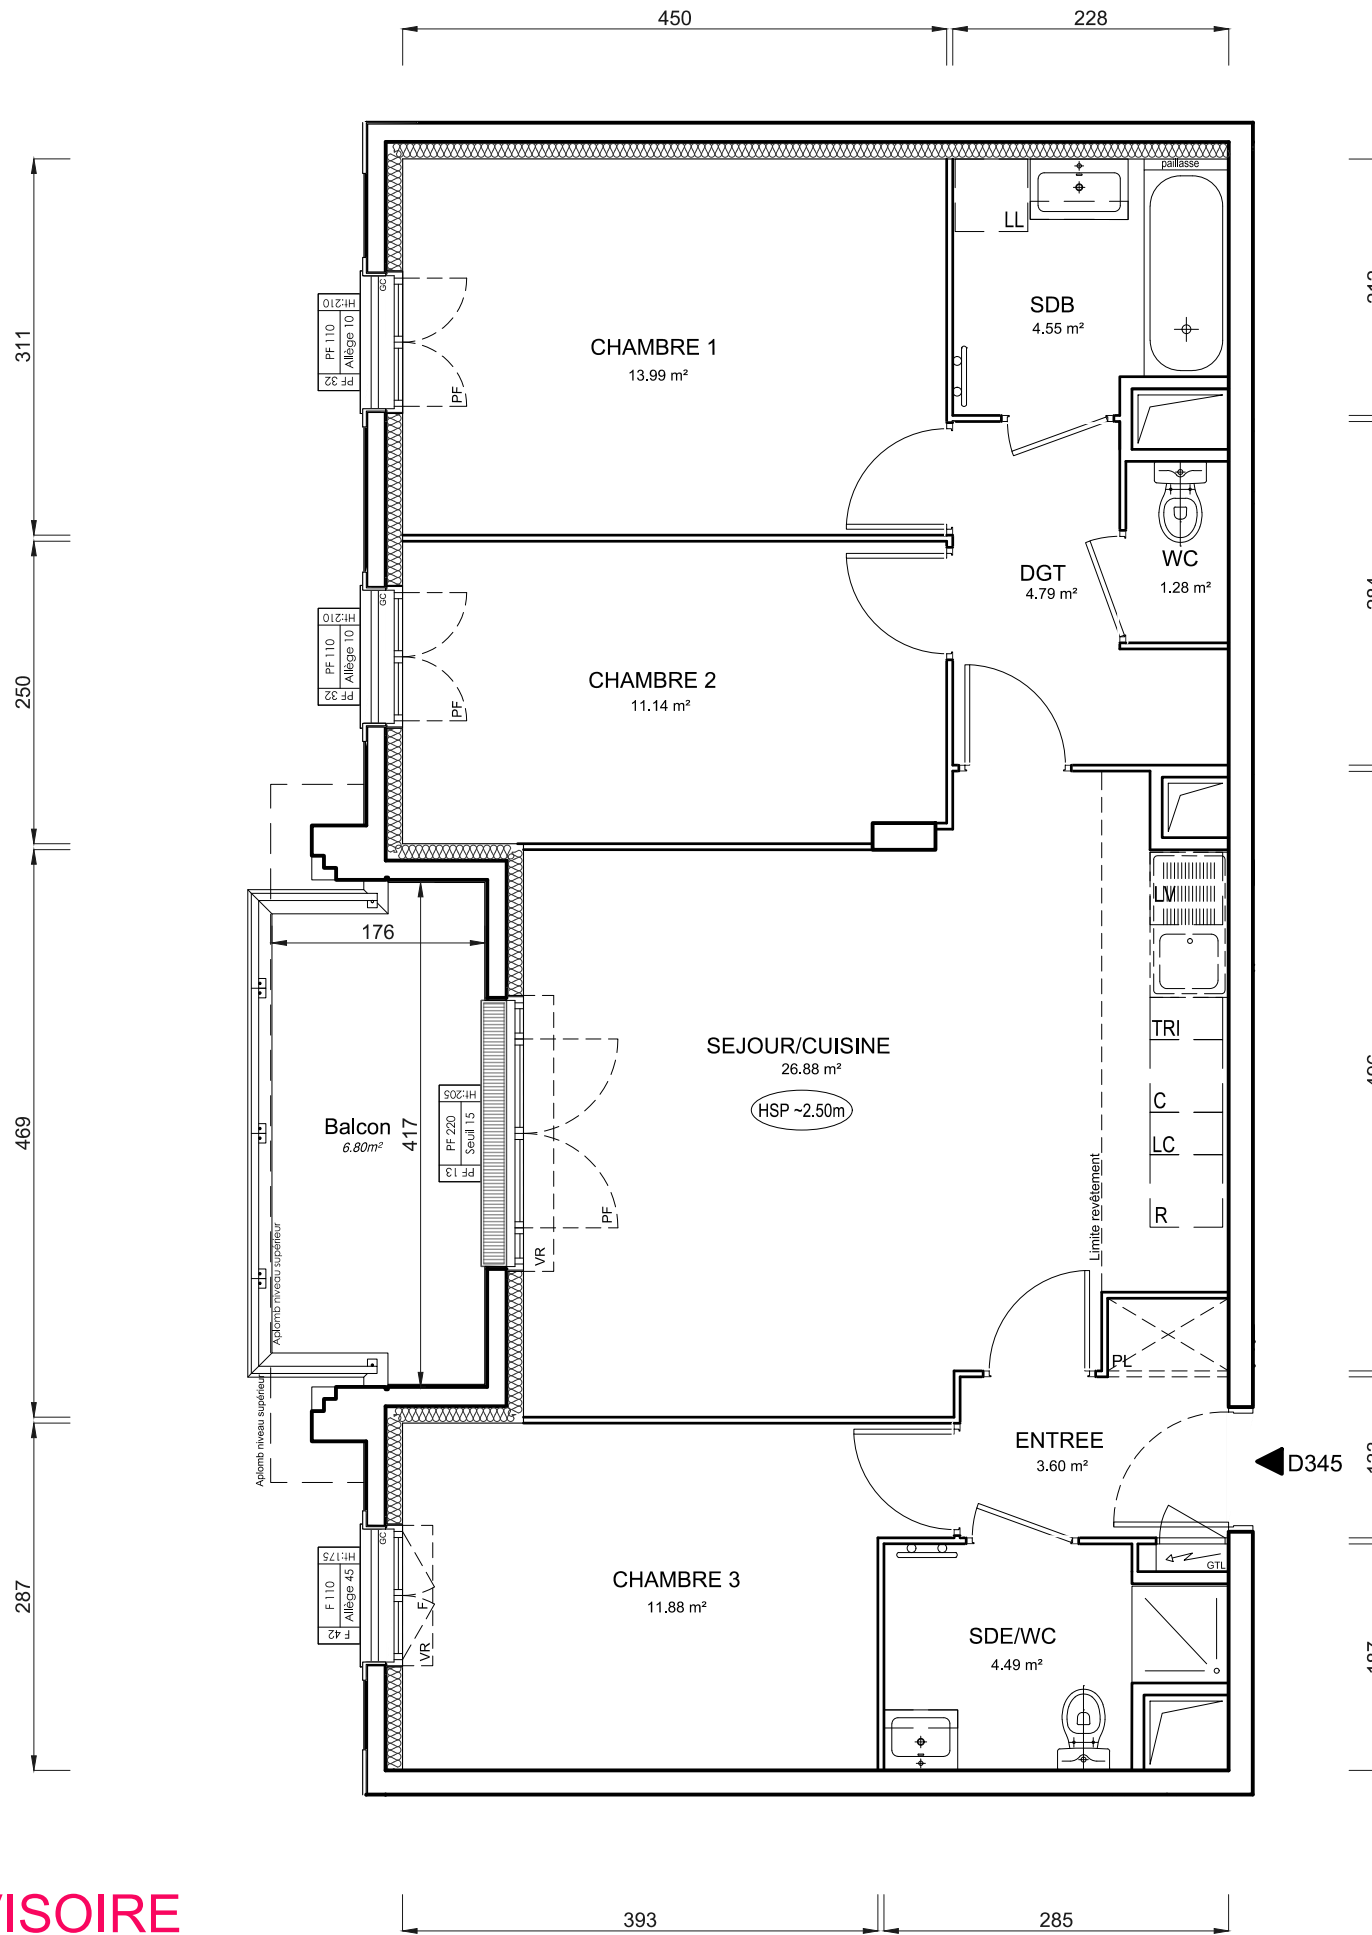 450
228
paillasse
LL
SDB
4.55 m²
311
Ht:210
PF 110
Allège 10
PF 32
GC
PF
CHAMBRE 1
13.99 m²
WC
1.28 m²
DGT
4.79 m²
250
Ht:210
PF 110
Allège 10
PF 32
GC
PF
CHAMBRE 2
11.14 m²
LV
176
417
469
Balcon
6.80m²
Ht:205
PF 220
Seuil 15
PF 13
SEJOUR/CUISINE
26.88 m²
HSP ~2.50m
TRI
C
LC
R
PF
VR
Limite revêtement
Aplomb niveau supérieur
Aplomb niveau supérieur
PL
ENTREE
3.60 m²
D345
GTL
287
Ht:175
F 110
Allège 45
F 42
GC
F
VR
CHAMBRE 3
11.88 m²
SDE/WC
4.49 m²
VISOIRE
393
285